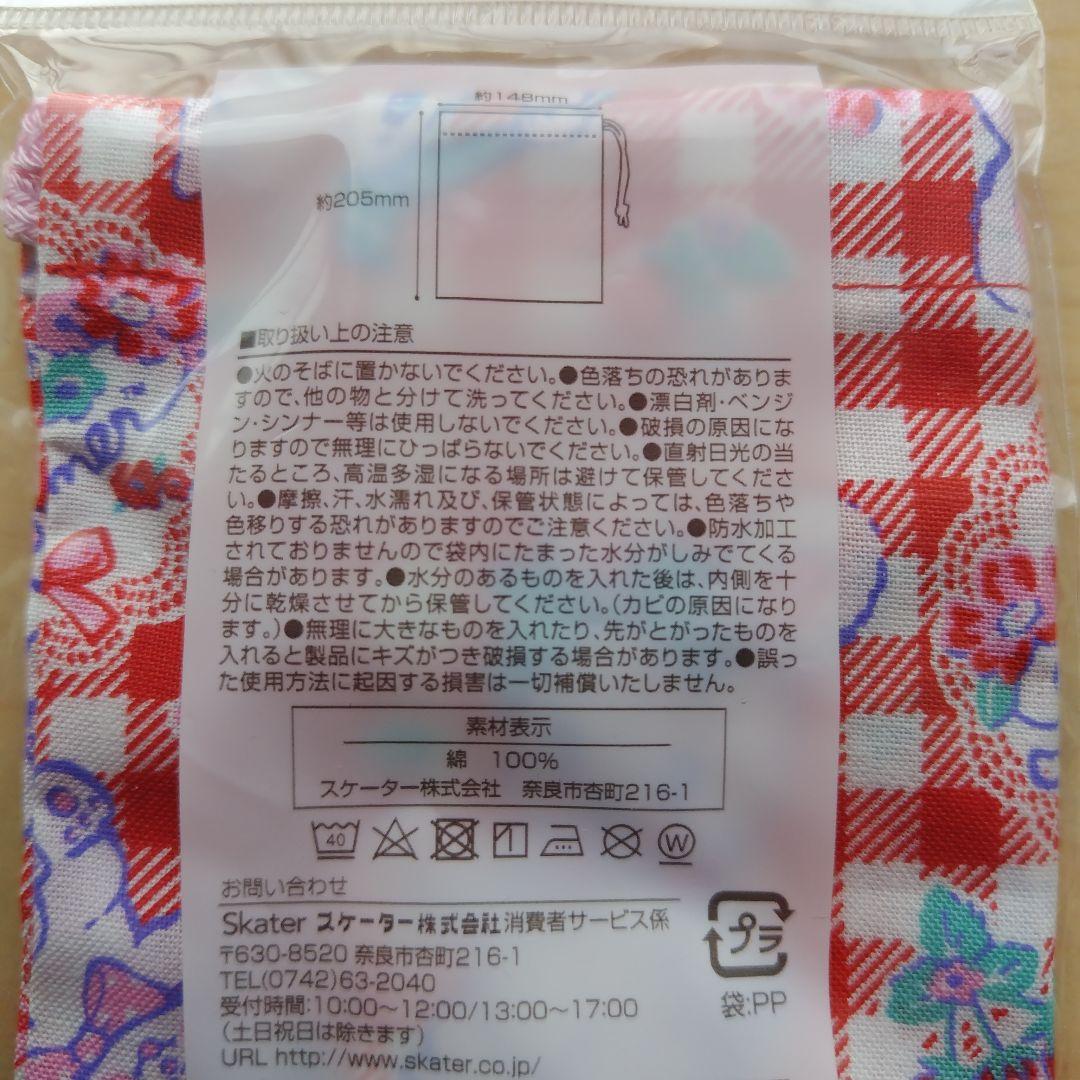 約148mm
約205mm
■取り扱い上の注意
●火のそばに置かないでください。●色落ちの恐れがありま
すので、他の物と分けて洗ってください。●漂白剤・ベンジ
ン・シンナー等は使用しないでください。●破損の原因にな
りますので無理にひっぱらないでください。●直射日光の当
たるところ、高温多湿になる場所は避けて保管してくださ
い。●摩擦、汗、水濡れ及び、保管状態によっては、色落ちや
色移りする恐れがありますのでご注意ください。●防水加工
されておりませんので袋内にたまった水分がしみでてくる
場合があります。●水分のあるものを入れた後は、内側を十
分に乾燥させてから保管してください。(カビの原因になり
ます。)●無理に大きなものを入れたり、先がとがったものを
入れると製品にキズがつき破損する場合があります。●誤っ
た使用方法に起因する損害は一切補償いたしません。
素材表示
綿 100%
スケーター株式会社 奈良市杏町216-1
40 W
お問い合わせ
Skater スケーター株式会社消費者サービス係
〒630-8520 奈良市杏町216-1
TEL(0742)63-2040
受付時間:10:00～12:00/13:00～17:00
(土日祝日は除きます)
URL http://www.skater.co.jp/
プラ
袋:PP